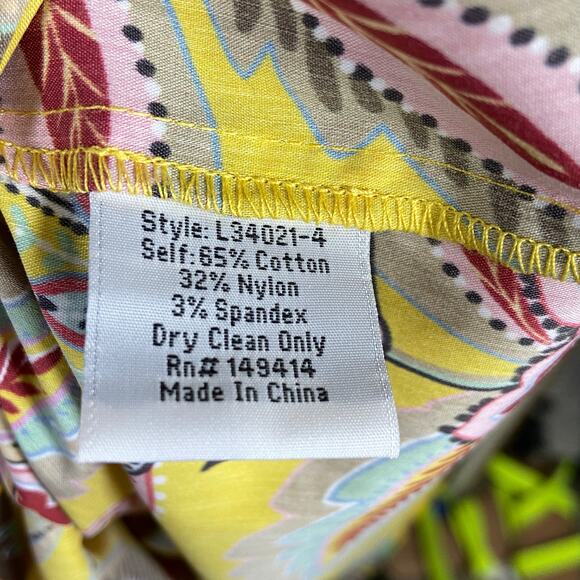 Style: L34021-4
Self: 65% Cotton
32% Nylon
3% Spandex
Dry Clean Only
Rn# 149414
Made In China